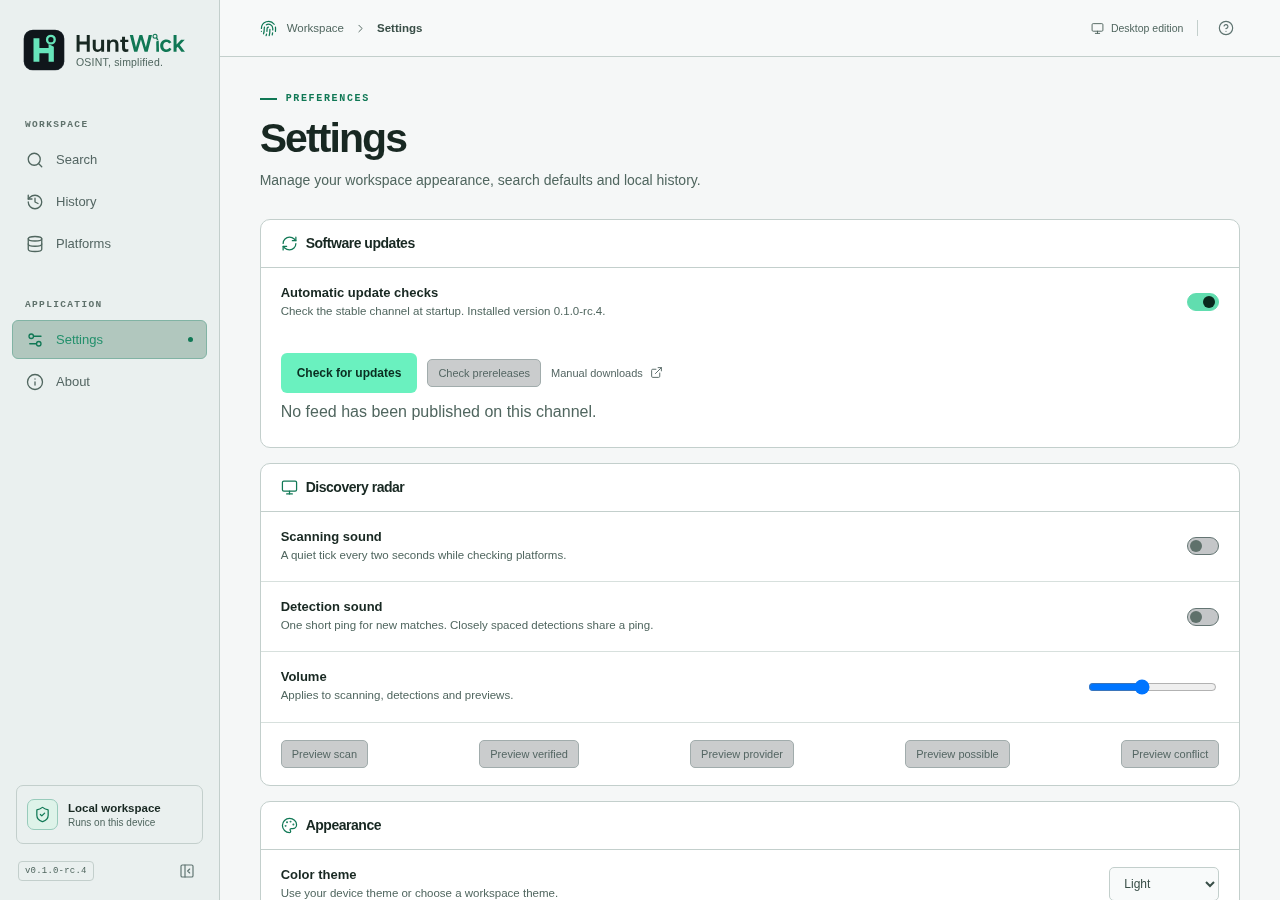 HuntWick
OSINT, simplified.
WORKSPACE
Search
History
Platforms
APPLICATION
Settings
About
Local workspace
Runs on this device
v0.1.0-rc.4
Workspace
Settings
Desktop edition
PREFERENCES
Settings
Manage your workspace appearance, search defaults and local history.
Software updates
Automatic update checks
Check the stable channel at startup. Installed version 0.1.0-rc.4.
Check for updates
Check prereleases
Manual downloads
No feed has been published on this channel.
Discovery radar
Scanning sound
A quiet tick every two seconds while checking platforms.
Detection sound
One short ping for new matches. Closely spaced detections share a ping.
Volume
Applies to scanning, detections and previews.
Preview scan
Preview verified
Preview provider
Preview possible
Preview conflict
Appearance
Color theme
Use your device theme or choose a workspace theme.
Light